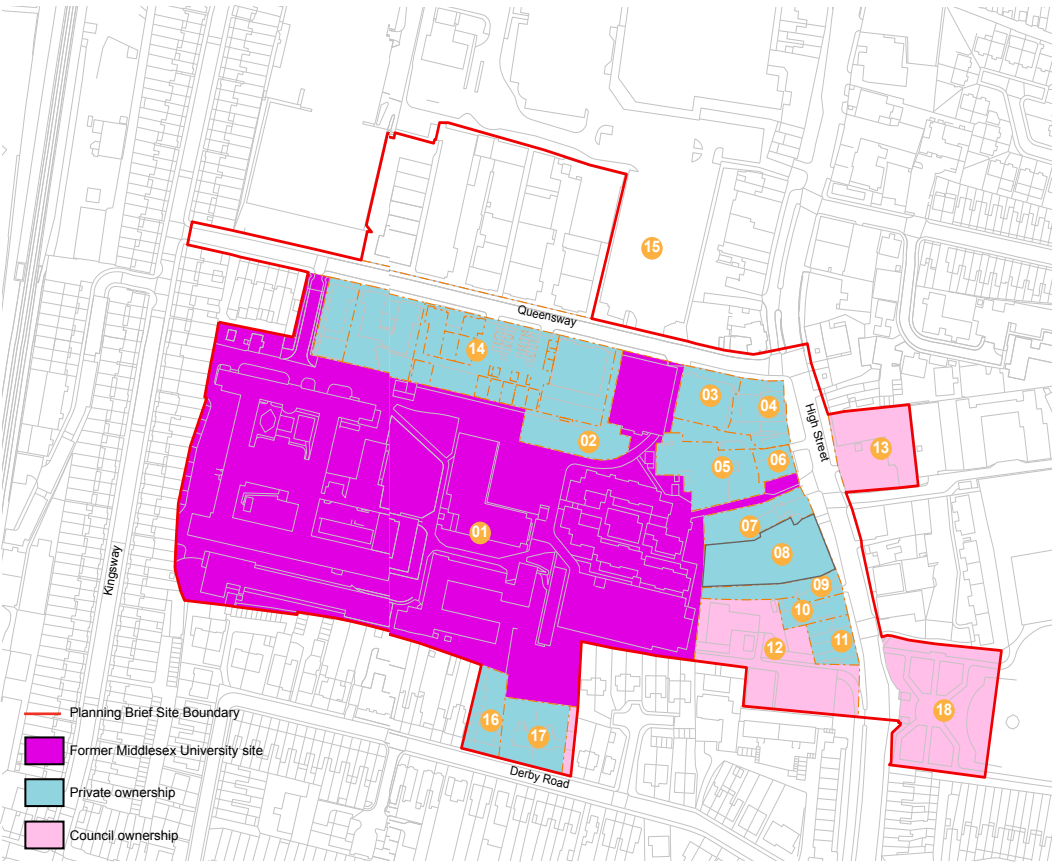 15
Queensway
14
03
04
High Street
02
13
05
06
01
07
08
Kingsway
09
10
11
12
16
17
18
Derby Road
Planning Brief Site Boundary
Former Middlesex University site
Private ownership
Council ownership